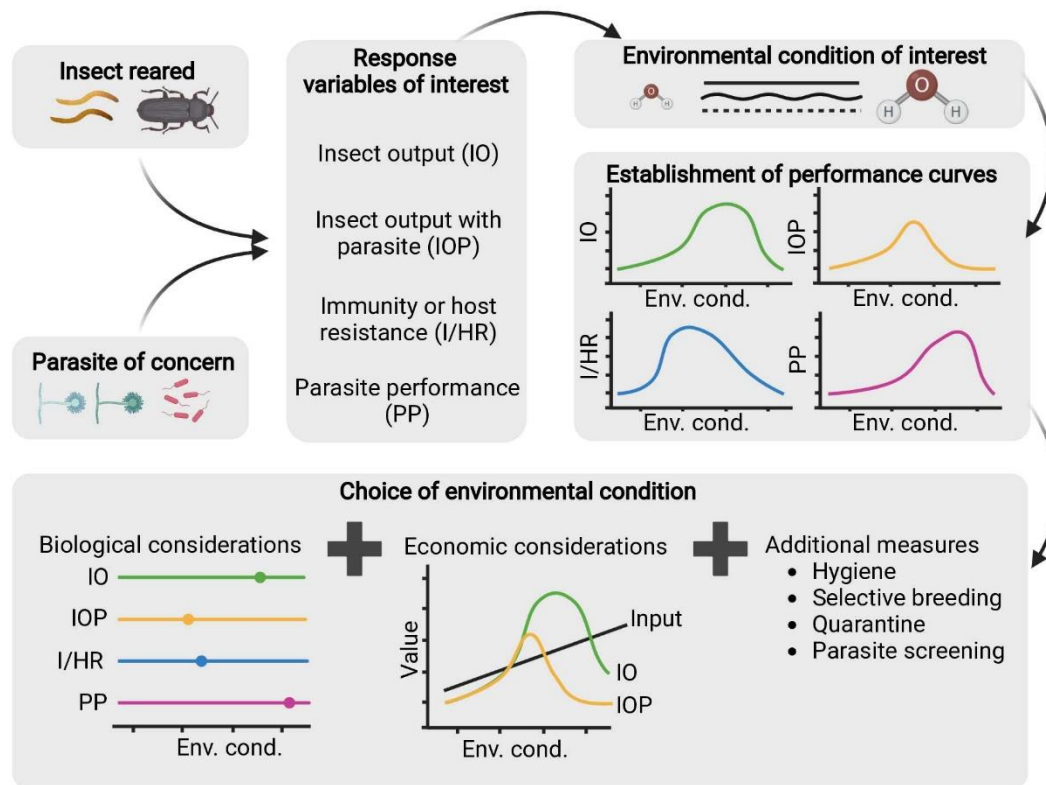 Insect reared
Parasite of concern
Response
variables of interest
Insect output (IO)
Insect output with
parasite (IOP)
Immunity or host
resistance (I/HR)
Parasite performance
(PP)
Environmental condition of interest
H O H
H O H
Establishment of performance curves
IO
Env. cond.
IOP
Env. cond.
I/HR
Env. cond.
PP
Env. cond.
Choice of environmental condition
Biological considerations
IO
IOP
I/HR
PP
Env. cond.
Economic considerations
Value
Input
IO
IOP
Env. cond.
Additional measures
• Hygiene
• Selective breeding
• Quarantine
• Parasite screening